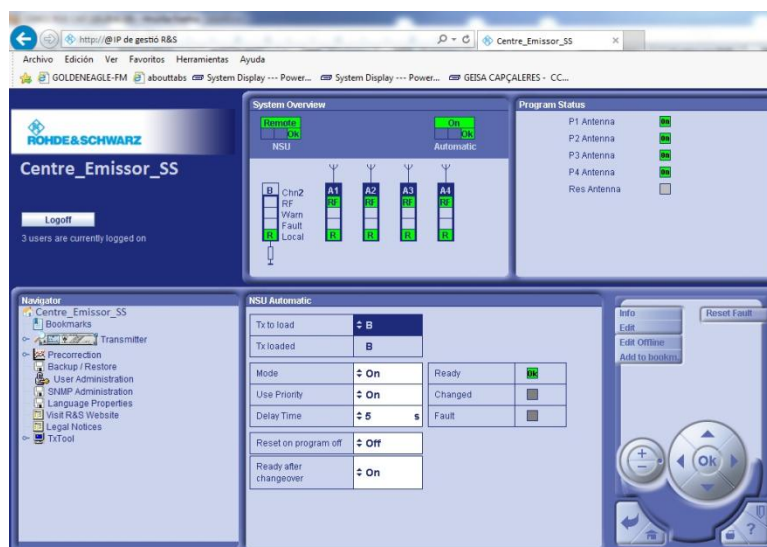 http://@IP de gestió R&S
Centre_Emissor_SS
Archivo Edición Ver Favoritos Herramientas Ayuda
GOLDENEAGLE-FM abouttabs System Display --- Power... System Display --- Power... GEISA CAPÇALERES - CC...
ROHDE&SCHWARZ
Centre_Emissor_SS
Logoff
3 users are currently logged on
System Overview
Remote
Ok
NSU
On
Ok
Automatic
B Chn2
RF
Warn
Fault
R Local
A1 A2 A3 A4
RF RF RF RF
R R R R
Program Status
P1 Antenna On
P2 Antenna On
P3 Antenna On
P4 Antenna On
Res Antenna
Navigator
Centre_Emissor_SS
Bookmarks
Transmitter
Precorrection
Backup / Restore
User Administration
SNMP Administration
Language Properties
Visit R&S Website
Legal Notices
TxTool
NSU Automatic
Tx to load B
Tx loaded B
Mode On
Use Priority On
Delay Time 5 s
Reset on program off Off
Ready after changeover On
Ready Ok
Changed
Fault
Info
Edit
Edit Offline
Add to bookm.
Reset Fault
+
−
Ok
?